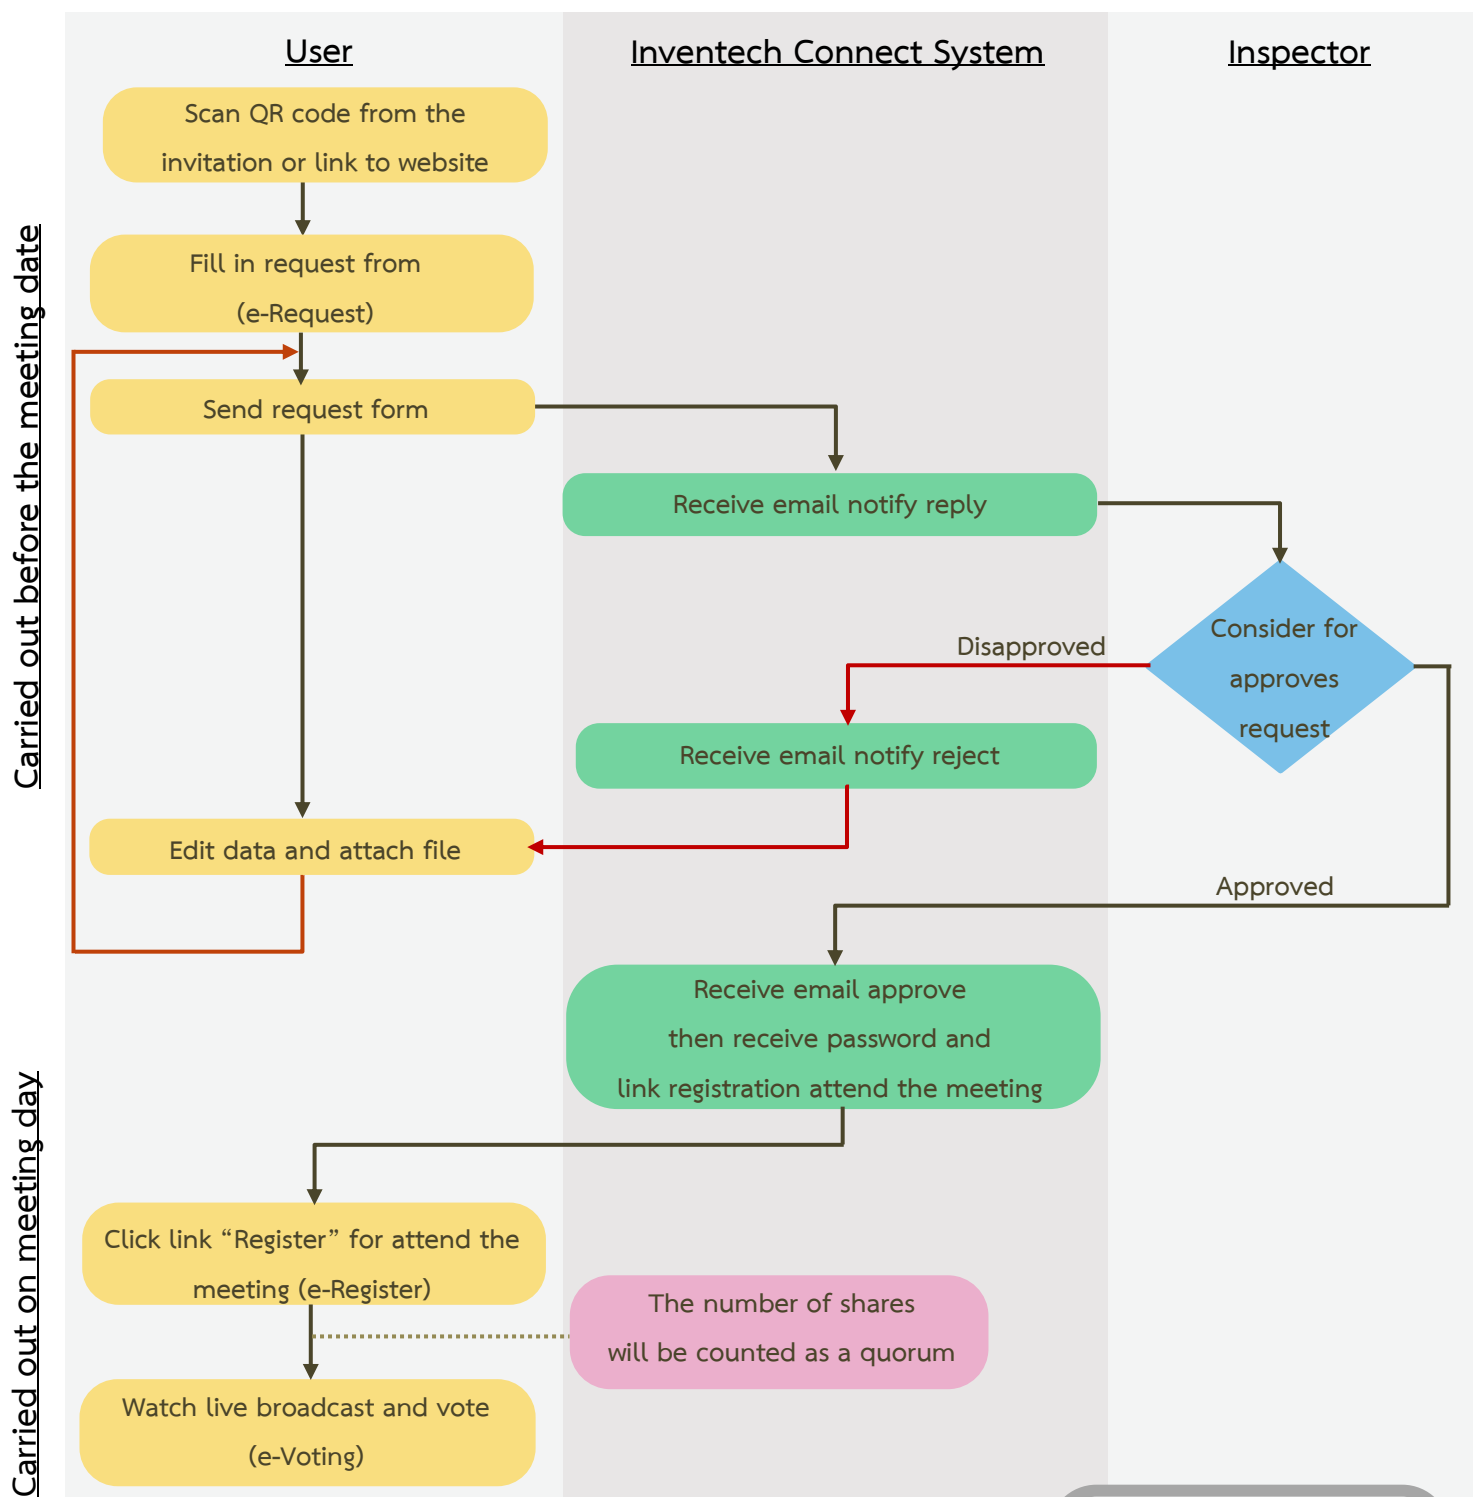 User
Inventech Connect System
Inspector
Carried out before the meeting date
Scan QR code from the
invitation or link to website
Fill in request from
(e-Request)
Send request form
Receive email notify reply
Consider for
approves
request
Disapproved
Receive email notify reject
Edit data and attach file
Approved
Receive email approve
then receive password and
link registration attend the meeting
Carried out on meeting day
Click link “Register” for attend the
meeting (e-Register)
The number of shares
will be counted as a quorum
Watch live broadcast and vote
(e-Voting)